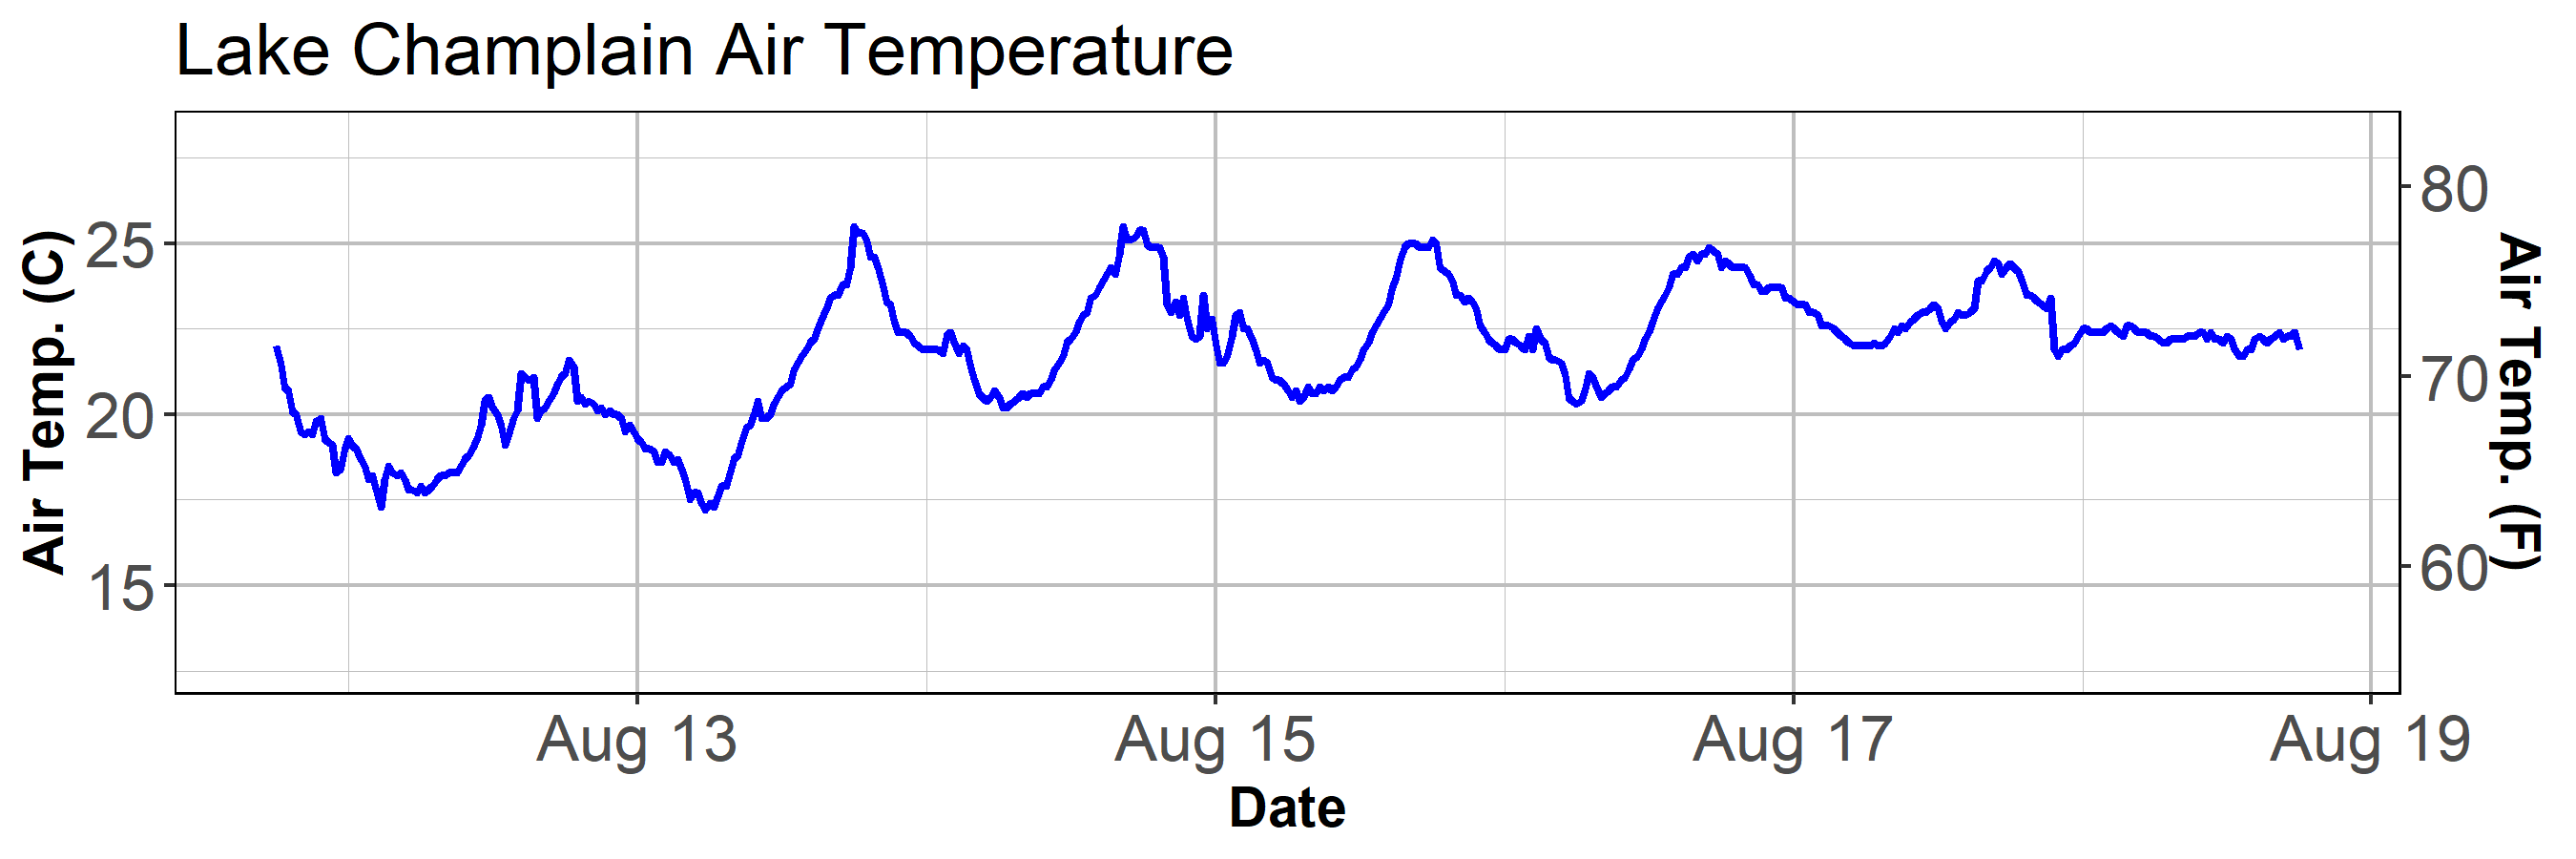 Lake Champlain Air Temperature
Air Temp. (C)
25
20
15
80
70
60
Air Temp. (F)
Aug 13
Aug 15
Aug 17
Aug 19
Date